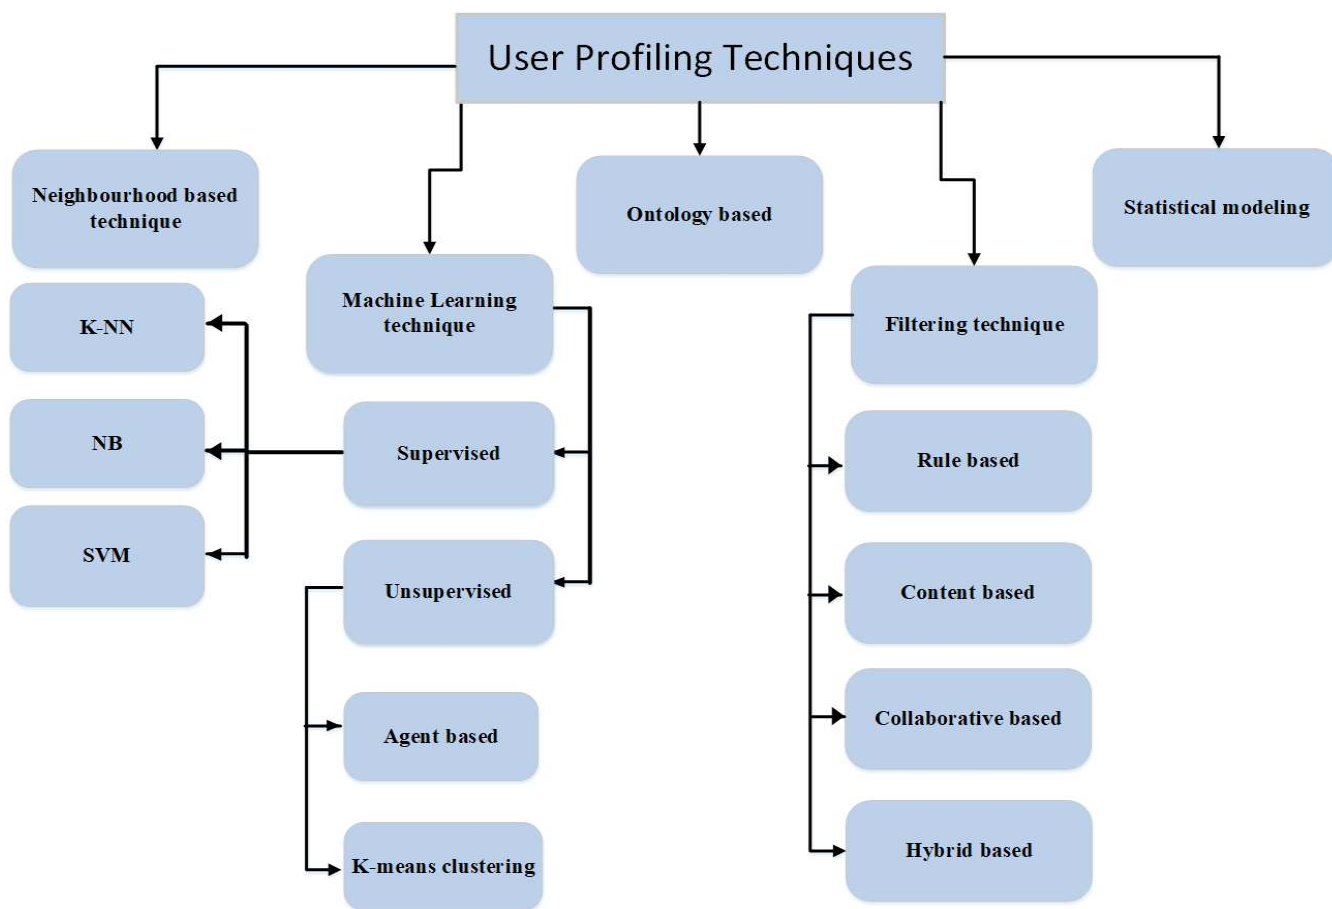 User Profiling Techniques
Neighbourhood based
technique
Ontology based
Statistical modeling
Machine Learning
technique
Filtering technique
K-NN
NB
SVM
Supervised
Unsupervised
Agent based
K-means clustering
Rule based
Content based
Collaborative based
Hybrid based